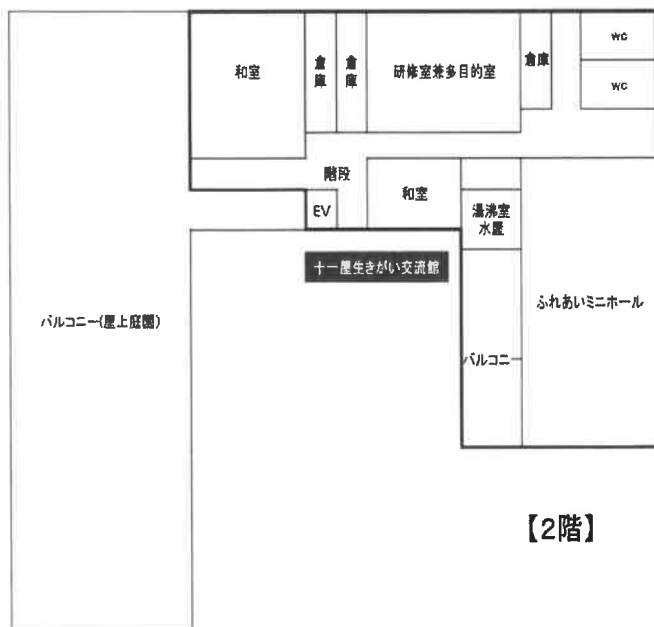 wc
和室
倉庫
倉庫
研修室兼多目的室
倉庫
wc
階段
和室
EV
湯沸室
水屋
十一屋生きがい交流館
ふれあいミニホール
バルコニー(屋上庭園)
バルコニー
【2階】